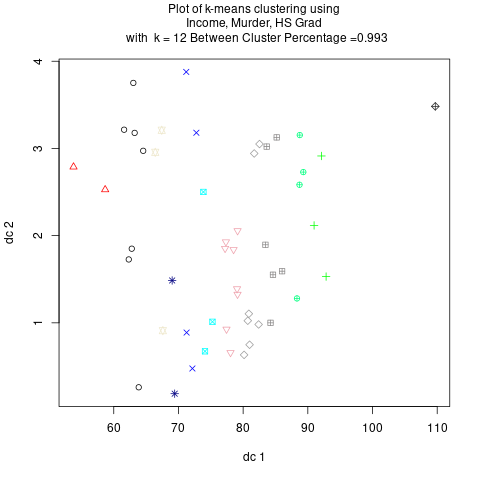 Plot of k-means clustering using
Income, Murder, HS Grad
with k = 12 Between Cluster Percentage =0.993
4
3
2
1
dc 2
60 70 80 90 100 110
dc 1